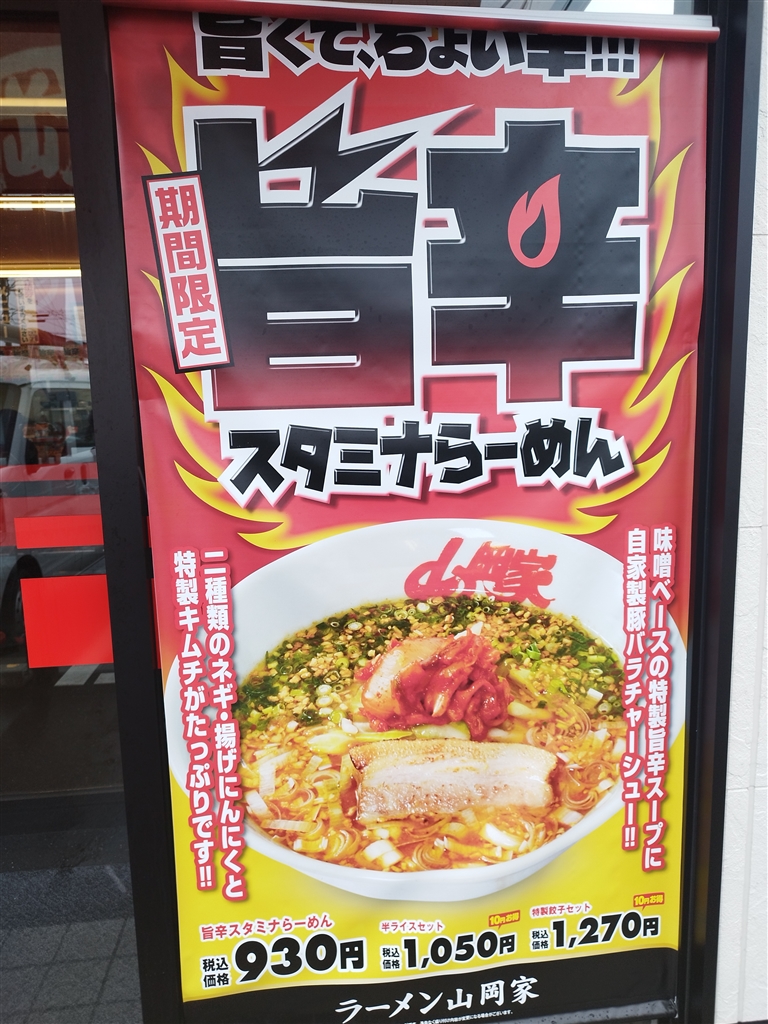 旨くて、ちょい辛!!!
旨辛
期間限定
スタミナらーめん
山岡家
味噌ベースの特製旨辛スープに
自家製豚バラチャーシュー!!
二種類のネギ・揚げにんにくと
特製キムチがたっぷりです!!
旨辛スタミナらーめん
税込価格930円
半ライスセット
10円お得
税込価格1,050円
特製餃子セット
10円お得
税込価格1,270円
ラーメン山岡家